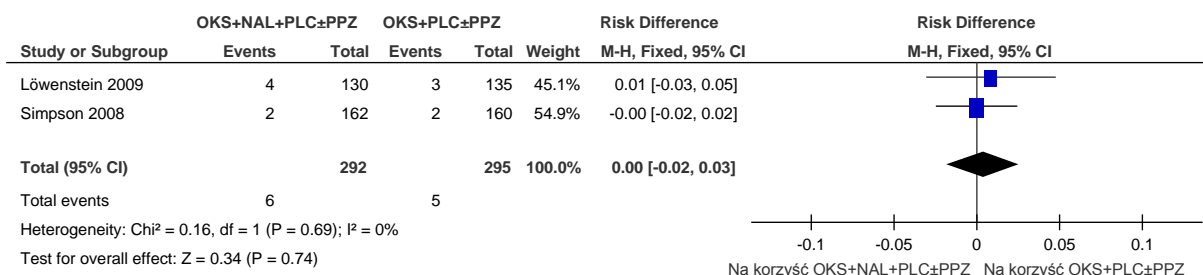 OKS+NAL+PLC±PPZ OKS+PLC±PPZ Risk Difference Risk Difference
Study or Subgroup Events Total Events Total Weight M-H, Fixed, 95% CI M-H, Fixed, 95% CI
Löwenstein 2009 4 130 3 135 45.1% 0.01 [-0.03, 0.05]
Simpson 2008 2 162 2 160 54.9% -0.00 [-0.02, 0.02]
Total (95% CI) 292 295 100.0% 0.00 [-0.02, 0.03]
Total events 6 5
Heterogeneity: Chi² = 0.16, df = 1 (P = 0.69); I² = 0%
Test for overall effect: Z = 0.34 (P = 0.74)
-0.1 -0.05 0 0.05 0.1
Na korzyść OKS+NAL+PLC±PPZ Na korzyść OKS+PLC±PPZ